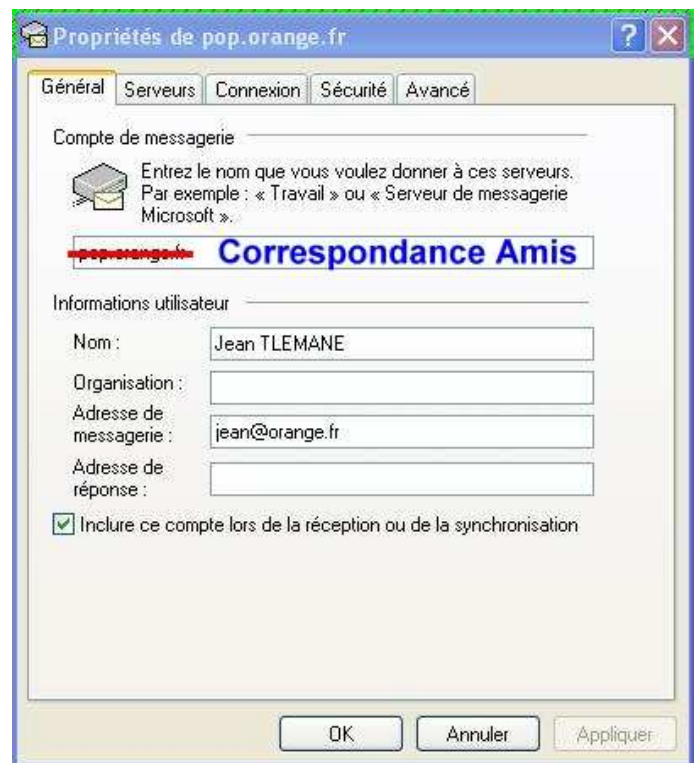 Propriétés de pop.orange.fr
Général Serveurs Connexion Sécurité Avancé
Compte de messagerie
Entrez le nom que vous voulez donner à ces serveurs.
Par exemple : « Travail » ou « Serveur de messagerie
Microsoft ».
pop.orange.fr Correspondance Amis
Informations utilisateur
Nom : Jean TLEMANE
Organisation :
Adresse de
messagerie : jean@orange.fr
Adresse de
réponse :
Inclure ce compte lors de la réception ou de la synchronisation
OK Annuler Appliquer